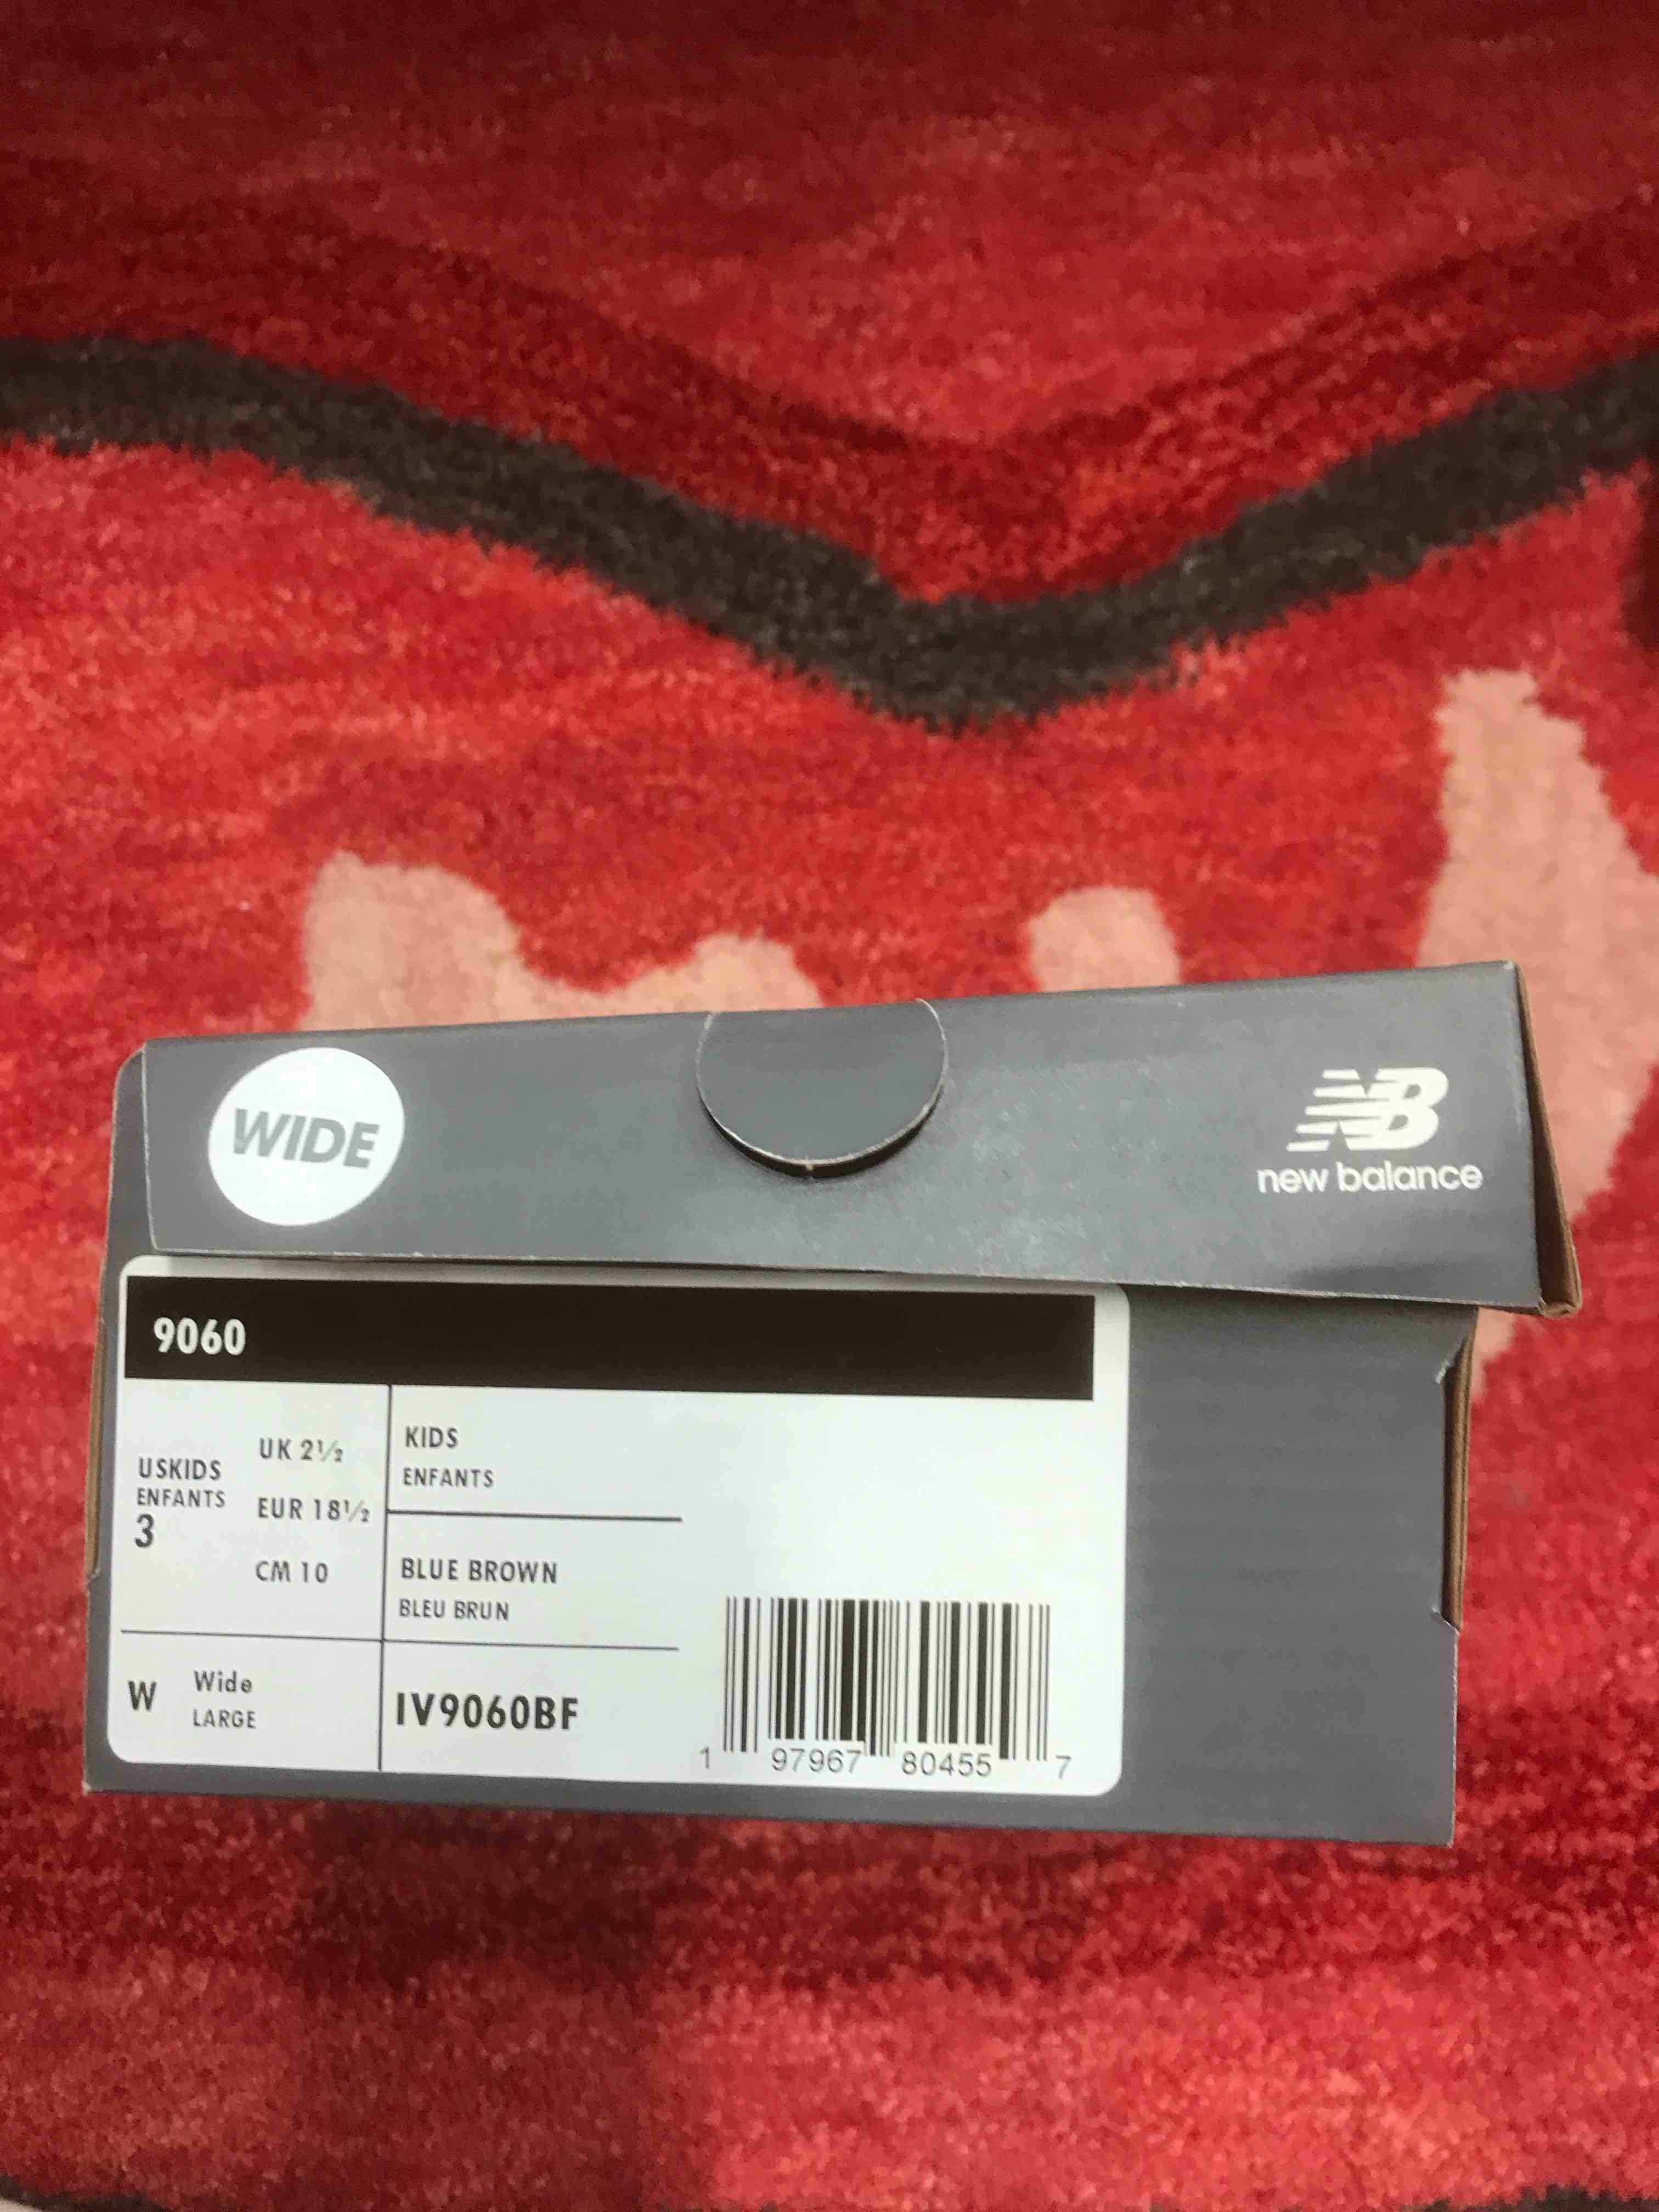 WIDE
NB
new balance
9060
USKIDS
ENFANTS
3
UK 2½
EUR 18½
CM 10
KIDS
ENFANTS
BLUE BROWN
BLEU BRUN
W
Wide
LARGE
IV9060BF
1 97967 80455 7